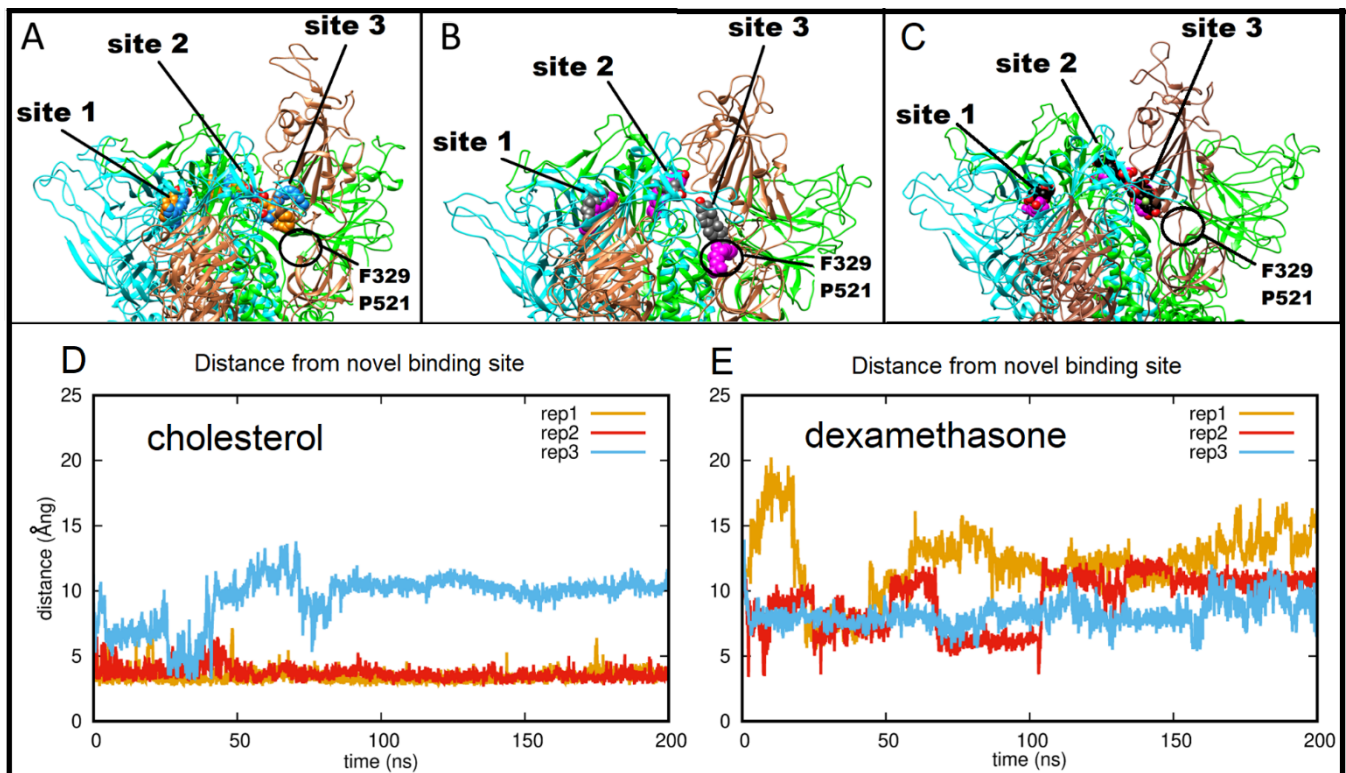 A
site 1
site 2
site 3
F329
P521
B
site 1
site 2
site 3
F329
P521
C
site 1
site 2
site 3
F329
P521
D
Distance from novel binding site
25
20
15
10
5
0
distance (Ång)
cholesterol
rep1
rep2
rep3
0
50
100
150
200
time (ns)
E
Distance from novel binding site
25
20
15
10
5
0
dexamethasone
rep1
rep2
rep3
0
50
100
150
200
time (ns)